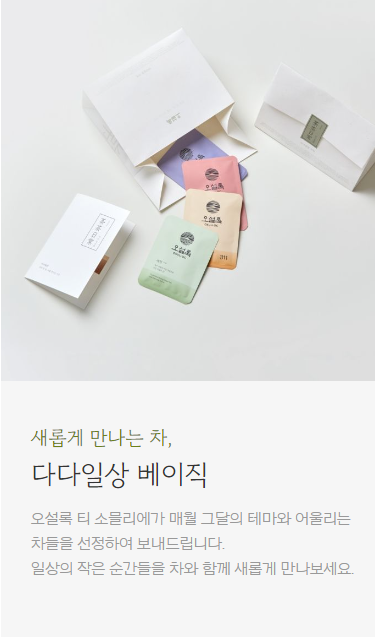 오설록
오설록
오설록
오설록
새롭게 만나는 차,
다다일상 베이직
오설록 티 소믈리에가 매월 그달의 테마와 어울리는
차들을 선정하여 보내드립니다.
일상의 작은 순간들을 차와 함께 새롭게 만나보세요.